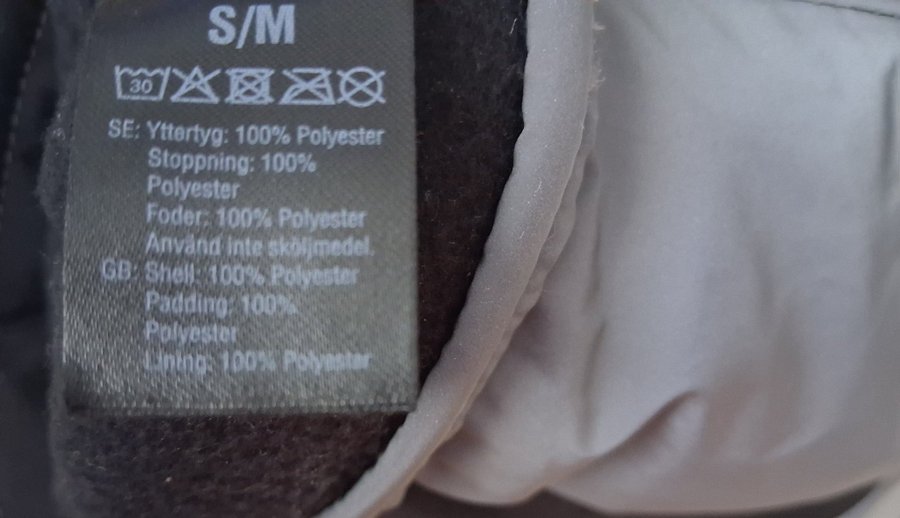 S/M
30
SE: Yttertyg: 100% Polyester
Stoppning: 100%
Polyester
Foder: 100% Polyester
Använd inte sköljmedel.
GB: Shell: 100% Polyester
Padding: 100%
Polyester
Lining: 100% Polyester